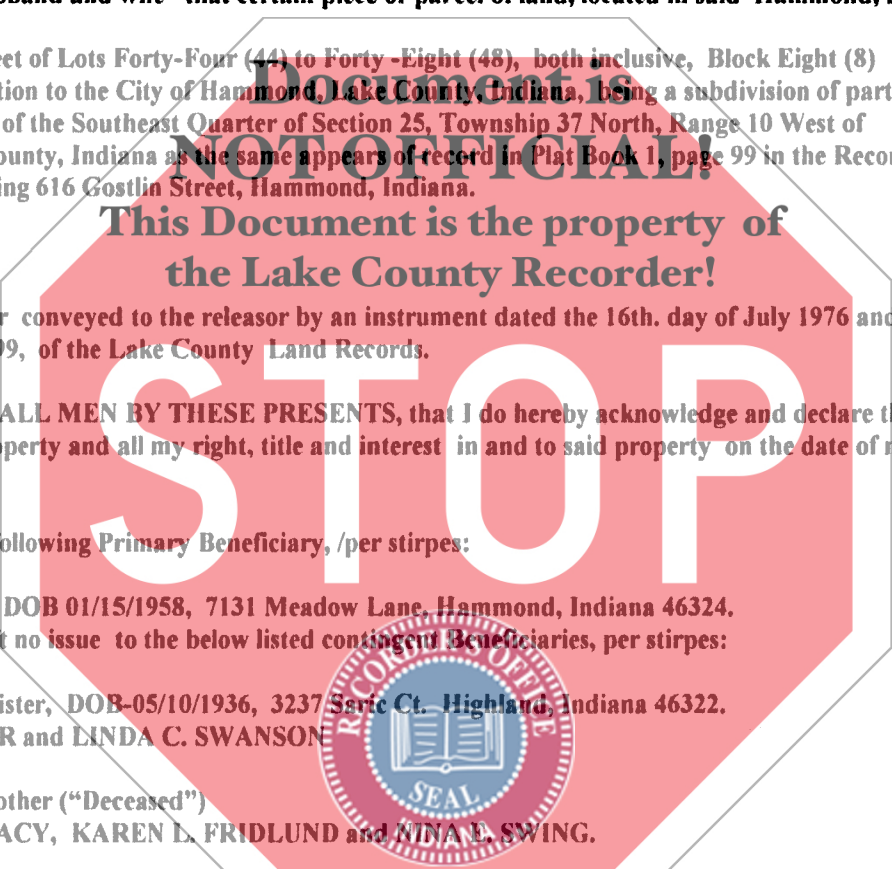 usband and wife that certain piece or parcel of land, located in said Hammond,
eet of Lots Forty-Four (44) to Forty -Eight (48), both inclusive, Block Eight (8)
tion to the City of Hammond, Lake County, Indiana, being a subdivision of part
of the Southeast Quarter of Section 25, Township 37 North, Range 10 West of
ounty, Indiana as the same appears of record in Plat Book 1, page 99 in the Recor
ing 616 Gostlin Street, Hammond, Indiana.
Document is
NOT OFFICIAL!
This Document is the property of
the Lake County Recorder!
r conveyed to the releasor by an instrument dated the 16th. day of July 1976 and
99, of the Lake County Land Records.
ALL MEN BY THESE PRESENTS, that I do hereby acknowledge and declare th
operty and all my right, title and interest in and to said property on the date of
STOP
ollowing Primary Beneficiary, /per stirpes:
DOB 01/15/1958, 7131 Meadow Lane, Hammond, Indiana 46324.
t no issue to the below listed contingent Beneficiaries, per stirpes:
ister, DOB-05/10/1936, 3237 Saric Ct. Highland, Indiana 46322.
R and LINDA C. SWANSON
other (“Deceased”)
ACY, KAREN L. FRIDLUND and NINA E. SWING.
RECORDER'S OFFICE
SEAL
INDIANA